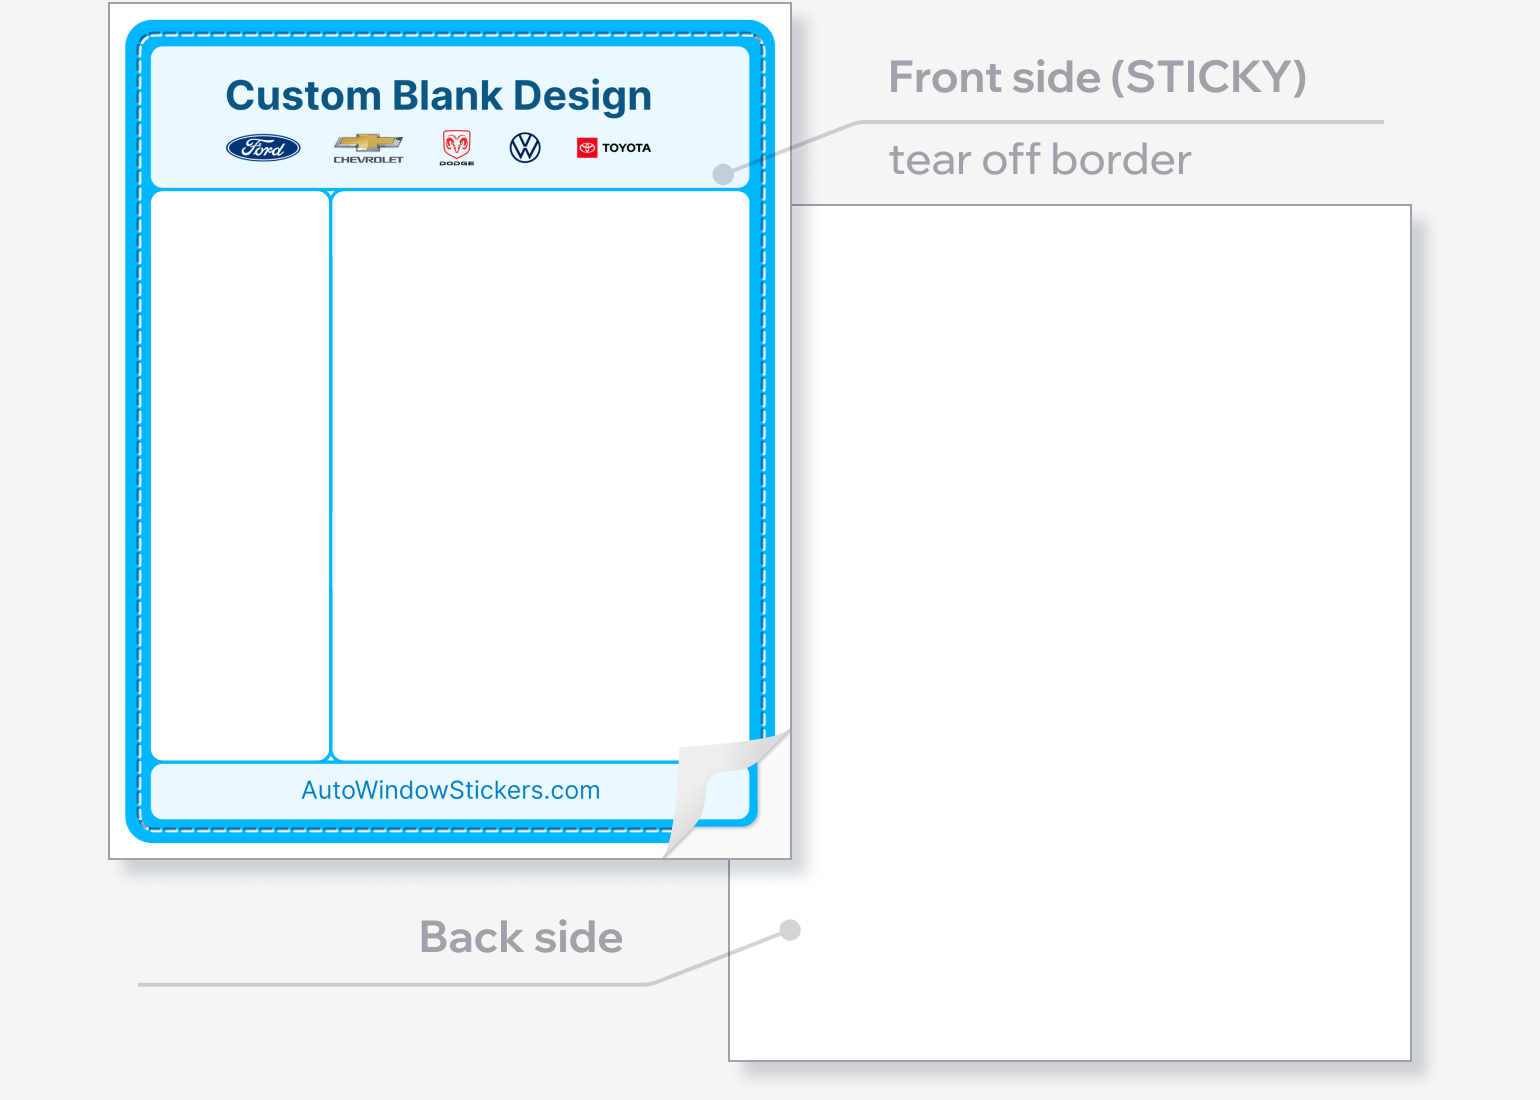 Custom Blank Design
Ford
CHEVROLET
DODGE
TOYOTA
Front side (STICKY)
tear off border
AutoWindowStickers.com
Back side